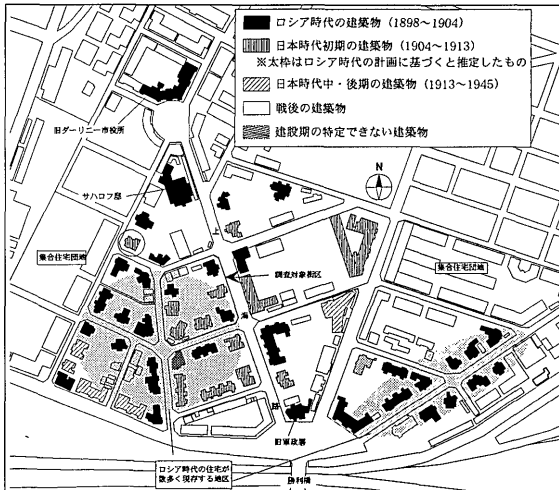 ロシア時代の建築物 (1898〜1904)
日本時代初期の建築物 (1904〜1913)
※太枠はロシア時代の計画に基づくと推定したもの
日本時代中・後期の建築物 (1913〜1945)
戦後の建築物
建設期の特定できない建築物
旧ダーリニー市役所
N
サハロフ邸
上
集合住宅団地
調査対象街区
集合住宅団地
海
路
旧軍政署
ロシア時代の住宅が
数多く現存する地区
勝利橋